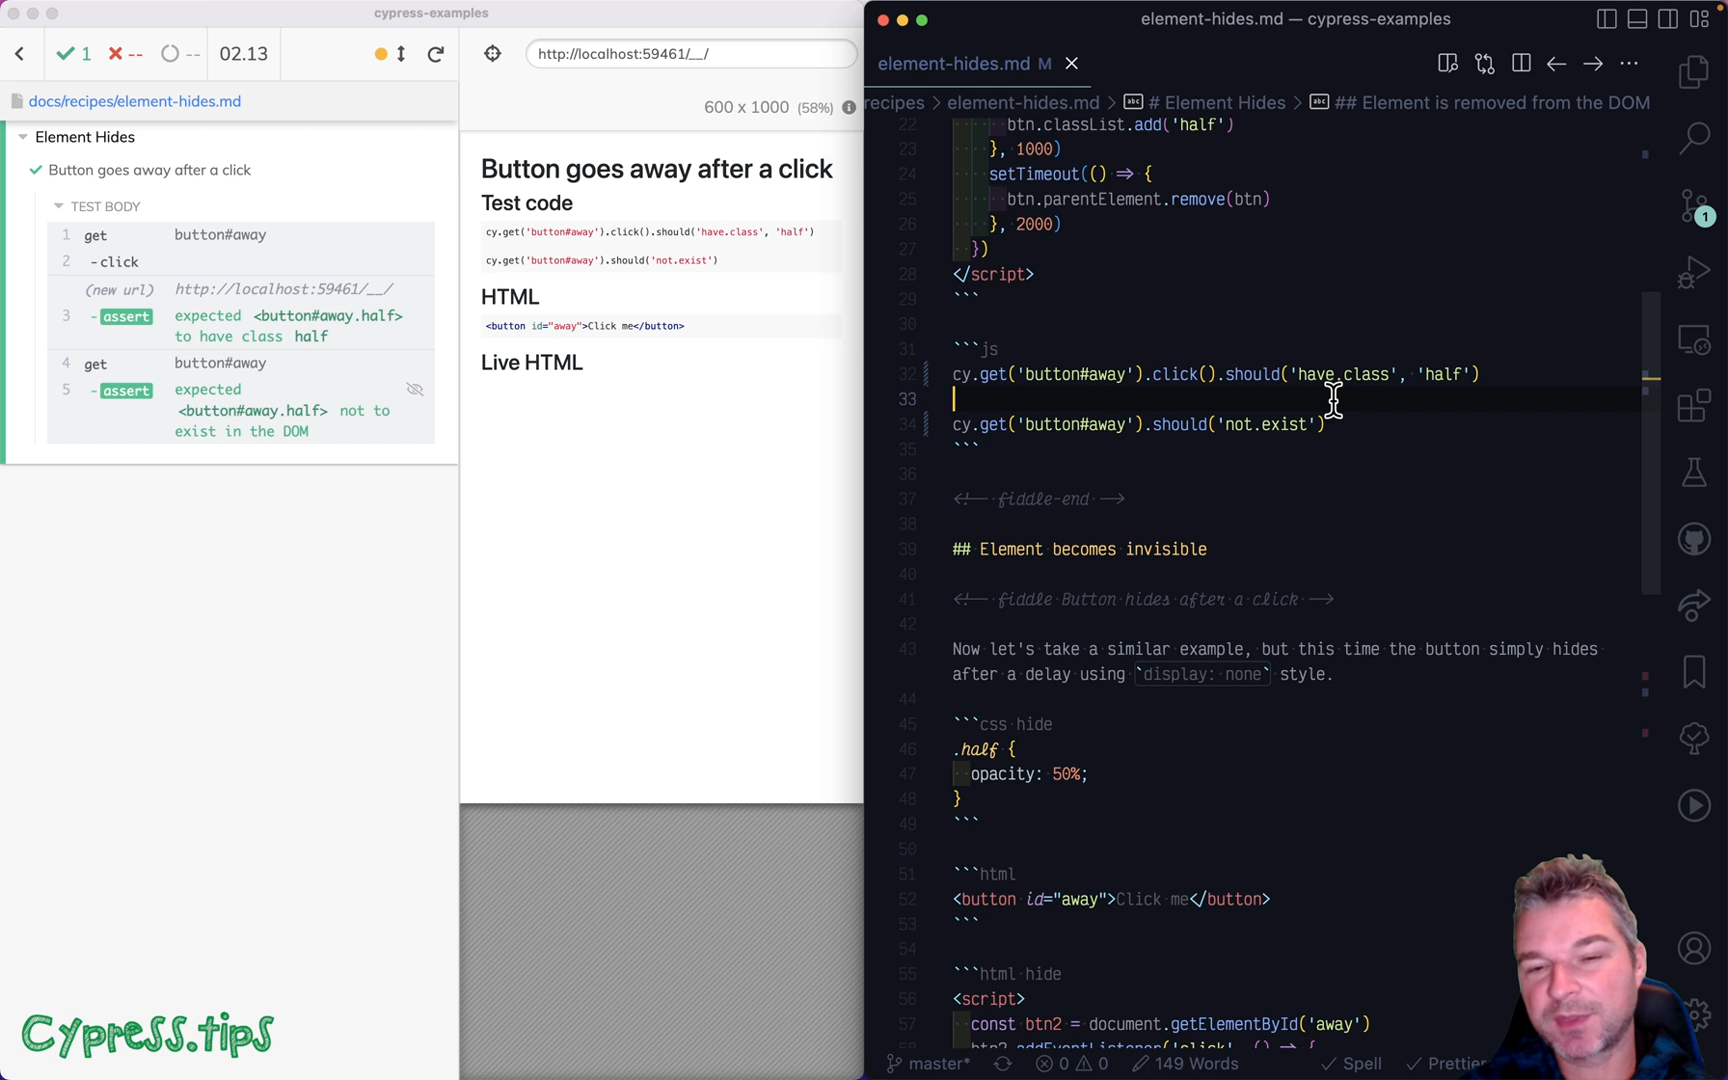 cypress-examples
1
--
--
02.13
http://localhost:59461/__/
docs/recipes/element-hides.md
600 x 1000 (58%)
Element Hides
Button goes away after a click
TEST BODY
1 get button#away
2 -click
(new url) http://localhost:59461/__/
3 -assert expected <button#away.half>
to have class half
4 get button#away
5 -assert expected
<button#away.half> not to
exist in the DOM
Button goes away after a click
Test code
cy.get('button#away').click().should('have.class', 'half')
cy.get('button#away').should('not.exist')
HTML
<button id="away">Click me</button>
Live HTML
Cypress.tips
element-hides.md — cypress-examples
element-hides.md M
recipes > element-hides.md > # Element Hides > ## Element is removed from the DOM
22 btn.classList.add('half')
23 }, 1000)
24 setTimeout(() => {
25 btn.parentElement.remove(btn)
26 }, 2000)
27 })
28 </script>
29 ```
30
31 ```js
32 cy.get('button#away').click().should('have.class', 'half')
33
34 cy.get('button#away').should('not.exist')
35 ```
36
37 <!-- fiddle-end -->
38
39 ## Element becomes invisible
40
41 <!-- fiddle Button hides after a click -->
42
43 Now let's take a similar example, but this time the button simply hides
after a delay using `display: none` style.
44
45 ```css hide
46 .half {
47 opacity: 50%;
48 }
49 ```
50
51 ```html
52 <button id="away">Click me</button>
53 ```
54
55 ```html hide
56 <script>
57 const btn2 = document.getElementById('away')
58 btn2.addEventListener('click', () => {
1
master* 0 0 149 Words Spell Prettier